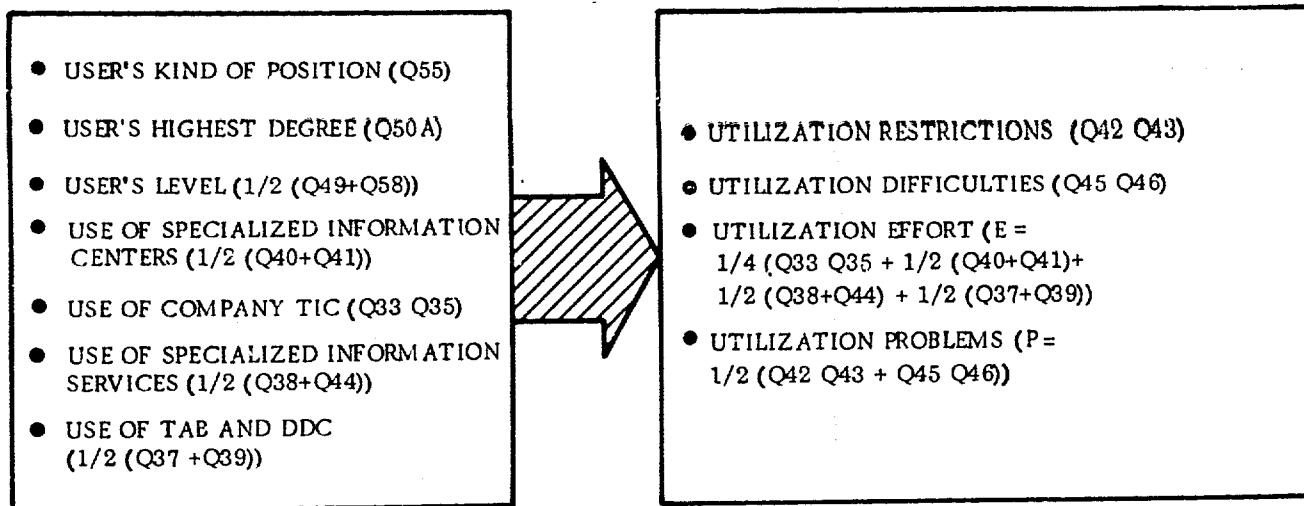 ● USER'S KIND OF POSITION (Q55)
● USER'S HIGHEST DEGREE (Q50A)
● USER'S LEVEL (1/2 (Q49+Q58))
● USE OF SPECIALIZED INFORMATION
CENTERS (1/2 (Q40+Q41))
● USE OF COMPANY TIC (Q33 Q35)
● USE OF SPECIALIZED INFORMATION
SERVICES (1/2 (Q38+Q44))
● USE OF TAB AND DDC
(1/2 (Q37 +Q39))
● UTILIZATION RESTRICTIONS (Q42 Q43)
● UTILIZATION DIFFICULTIES (Q45 Q46)
● UTILIZATION EFFORT (E =
1/4 (Q33 Q35 + 1/2 (Q40+Q41)+
1/2 (Q38+Q44) + 1/2 (Q37+Q39))
● UTILIZATION PROBLEMS (P=
1/2 (Q42 Q43 + Q45 Q46))